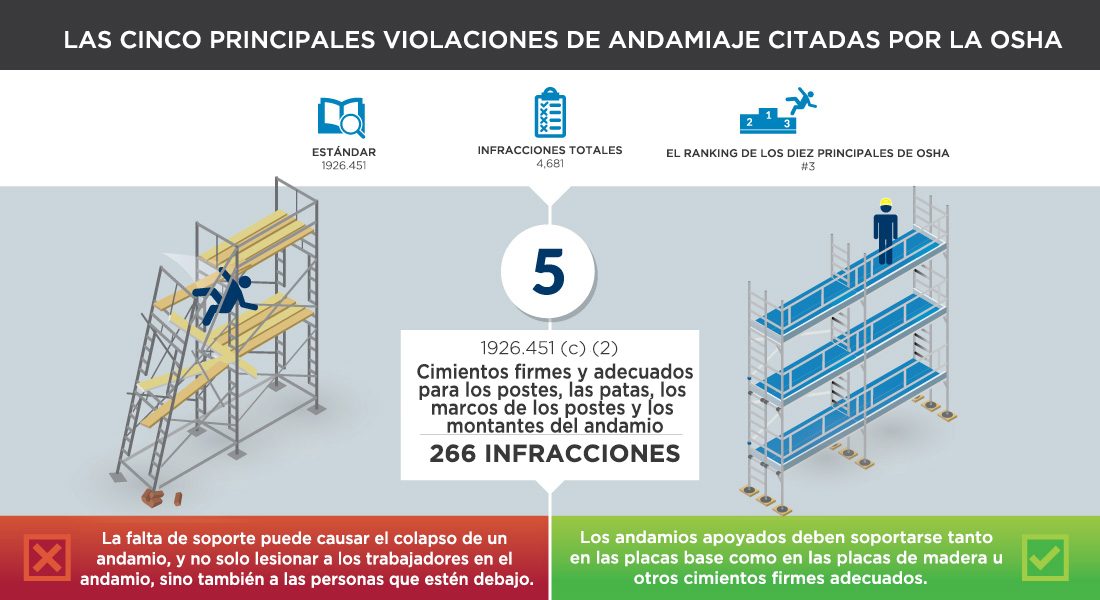 LAS CINCO PRINCIPALES VIOLACIONES DE ANDAMIAJE CITADAS POR LA OSHA
ESTÁNDAR
1926.451
INFRACCIONES TOTALES
4,681
2 1 3
EL RANKING DE LOS DIEZ PRINCIPALES DE OSHA
#3
5
1926.451 (c) (2)
Cimientos firmes y adecuados
para los postes, las patas, los
marcos de los postes y los
montantes del andamio
266 INFRACCIONES
La falta de soporte puede causar el colapso de un
andamio, y no solo lesionar a los trabajadores en el
andamio, sino también a las personas que estén debajo.
Los andamios apoyados deben soportarse tanto
en las placas base como en las placas de madera u
otros cimientos firmes adecuados.